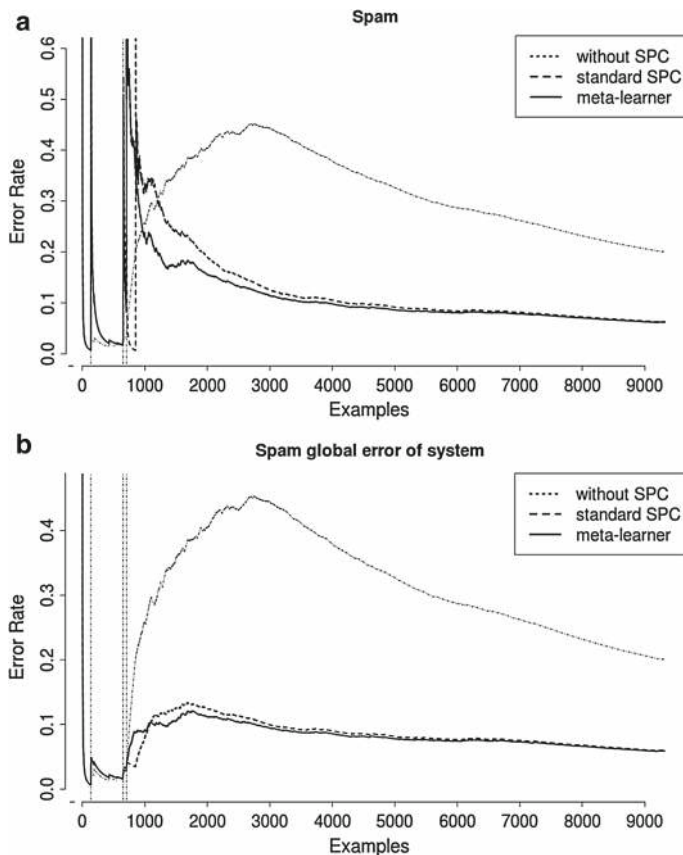 a
Spam
without SPC
standard SPC
meta-learner
Error Rate
0.6
0.5
0.4
0.3
0.2
0.1
0.0
0 1000 2000 3000 4000 5000 6000 7000 8000 9000
Examples
b
Spam global error of system
without SPC
standard SPC
meta-learner
Error Rate
0.4
0.3
0.2
0.1
0.0
0 1000 2000 3000 4000 5000 6000 7000 8000 9000
Examples